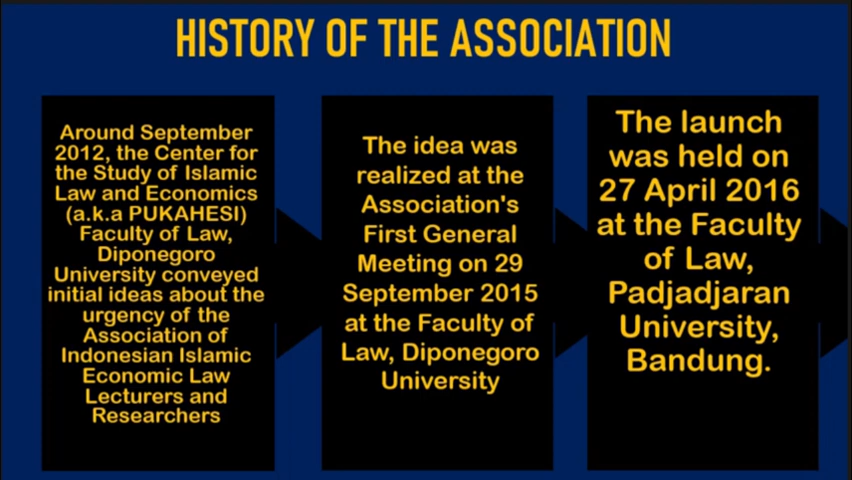 HISTORY OF THE ASSOCIATION
Around September
2012, the Center for
the Study of Islamic
Law and Economics
(a.k.a PUKAHESI)
Faculty of Law,
Diponegoro
University conveyed
initial ideas about the
urgency of the
Association of
Indonesian Islamic
Economic Law
Lecturers and
Researchers
The idea was
realized at the
Association's
First General
Meeting on 29
September 2015
at the Faculty of
Law, Diponegoro
University
The launch
was held on
27 April 2016
at the Faculty
of Law,
Padjadjaran
University,
Bandung.